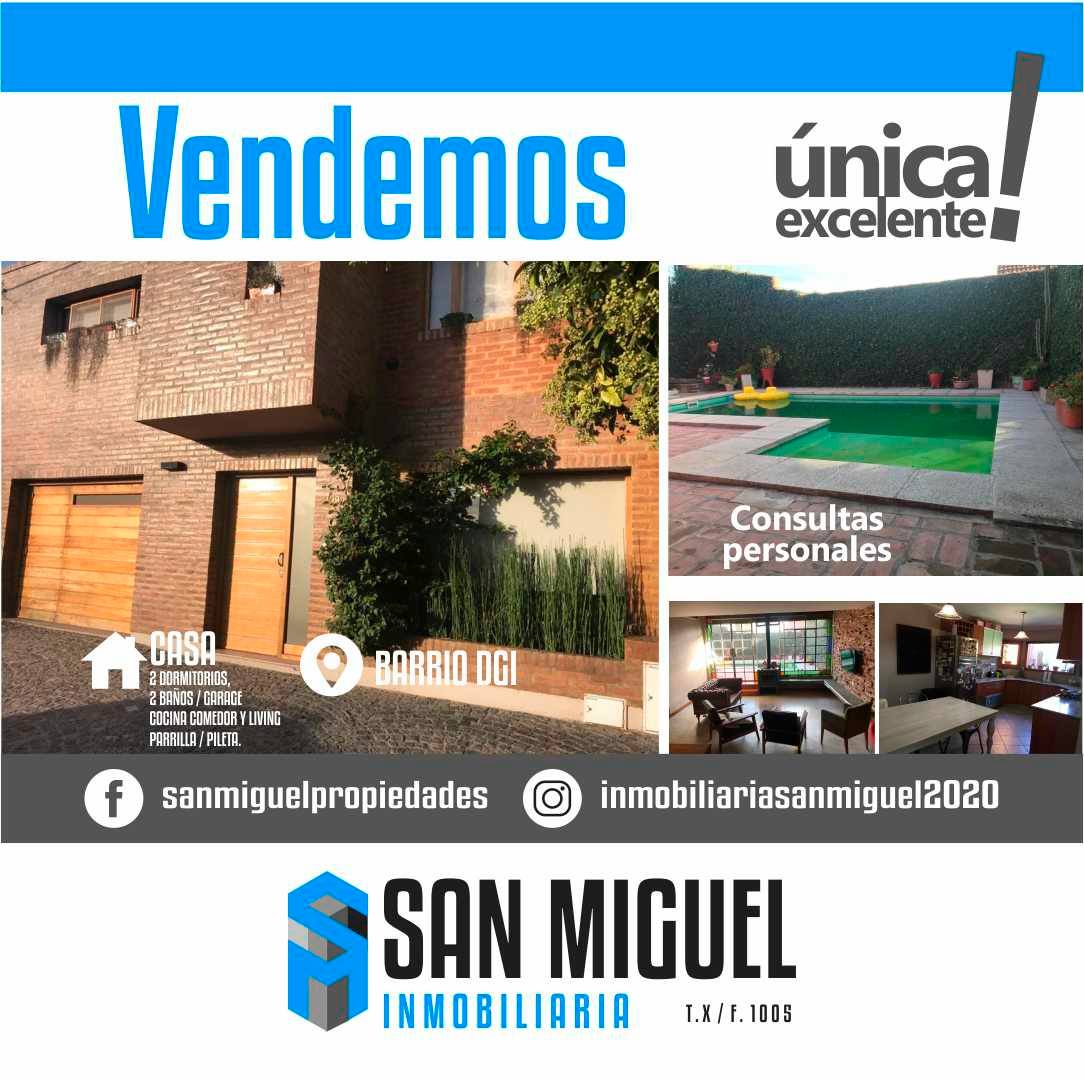 Vendemos
única!
excelente
Consultas
personales
CASA
2 DORMITORIOS,
2 BAÑOS / GARAGE
COCINA COMEDOR Y LIVING
PARRILLA / PILETA.
BARRIO DGI
sanmiguelpropiedades
inmobiliariasanmiguel2020
SAN MIGUEL
INMOBILIARIA
T.X / F. 1005